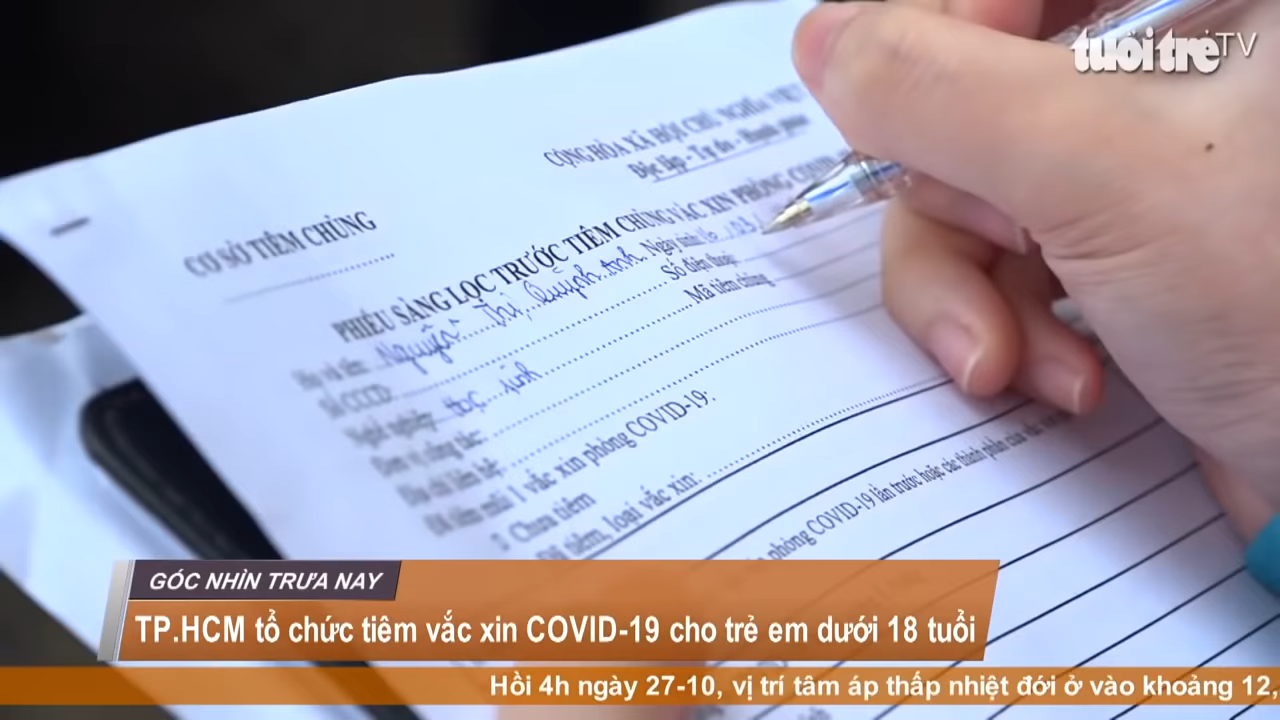 tuổi trẻ TV
CỘNG HÒA XÃ HỘI CHỦ NGHĨA VIỆT
Độc lập - Tự do - Hạnh phúc
CƠ SỞ TIÊM CHỦNG
PHIẾU SÀNG LỌC TRƯỚC TIÊM CHỦNG VẮC XIN PHÒNG COVID
Họ và tên: Nguyễn Thị Quỳnh Anh Ngày sinh 16 / 03 /
Số CCCD: Số điện thoại:
Nghề nghiệp: Học sinh Mã tiêm chủng
Đơn vị công tác:
Địa chỉ liên hệ:
Đã tiêm mũi 1 vắc xin phòng COVID-19:
Chưa tiêm
Đã tiêm, loại vắc xin:
phòng COVID-19 lần trước hoặc các thành phần của vắc xin
GÓC NHÌN TRƯA NAY
TP.HCM tổ chức tiêm vắc xin COVID-19 cho trẻ em dưới 18 tuổi
Hồi 4h ngày 27-10, vị trí tâm áp thấp nhiệt đới ở vào khoảng 12,